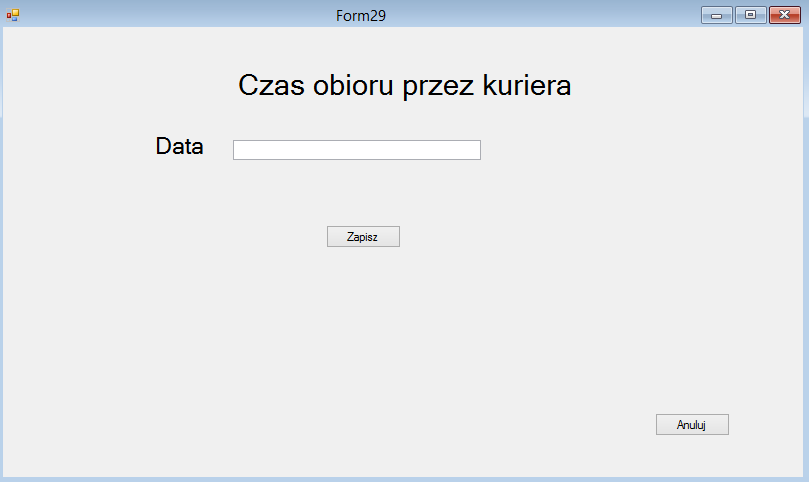 Form29
Czas obioru przez kuriera
Data
Zapisz
Anuluj